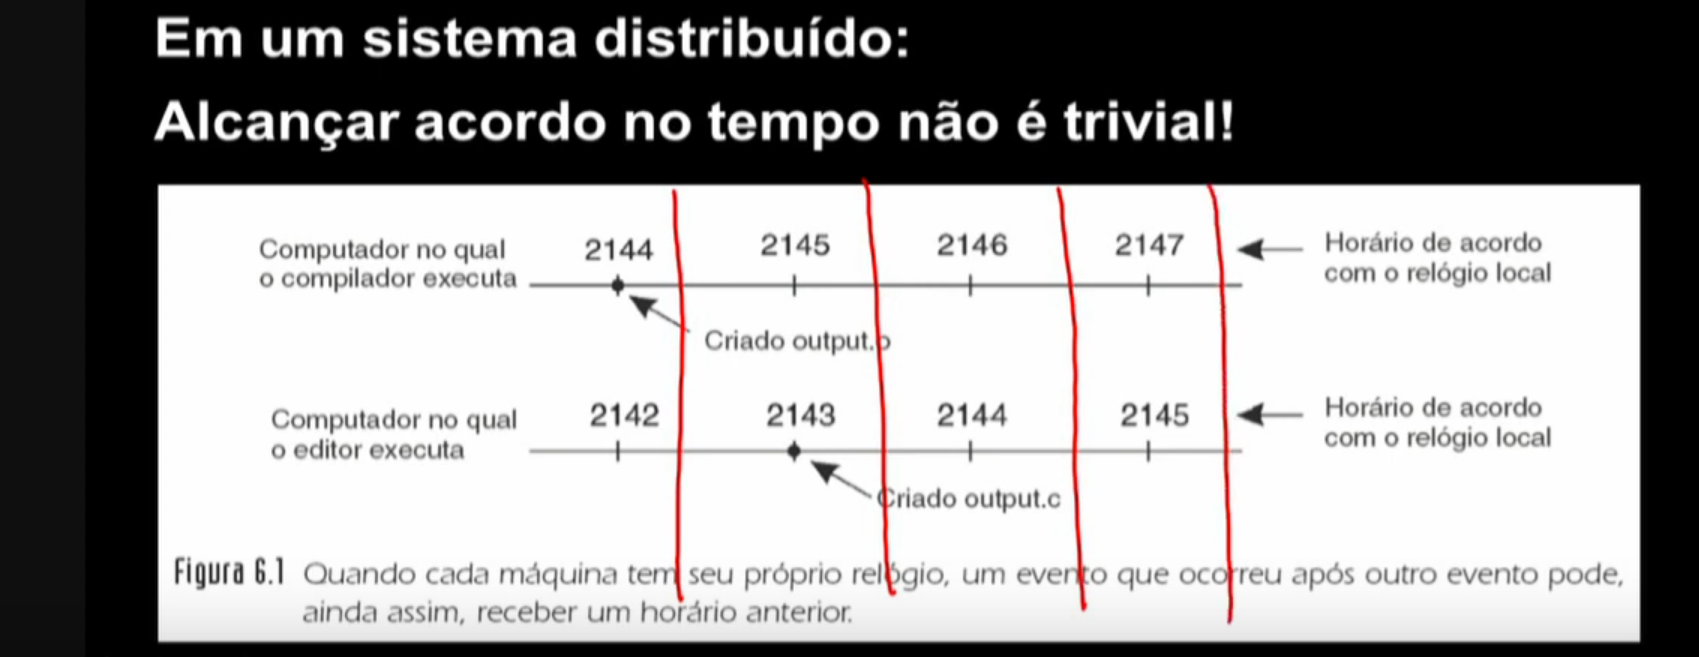 Em um sistema distribuído:
Alcançar acordo no tempo não é trivial!
Computador no qual
o compilador executa
2144 2145 2146 2147
Horário de acordo
com o relógio local
Criado output.o
Computador no qual
o editor executa
2142 2143 2144 2145
Horário de acordo
com o relógio local
Criado output.c
Figura 6.1 Quando cada máquina tem seu próprio relógio, um evento que ocorreu após outro evento pode,
ainda assim, receber um horário anterior.